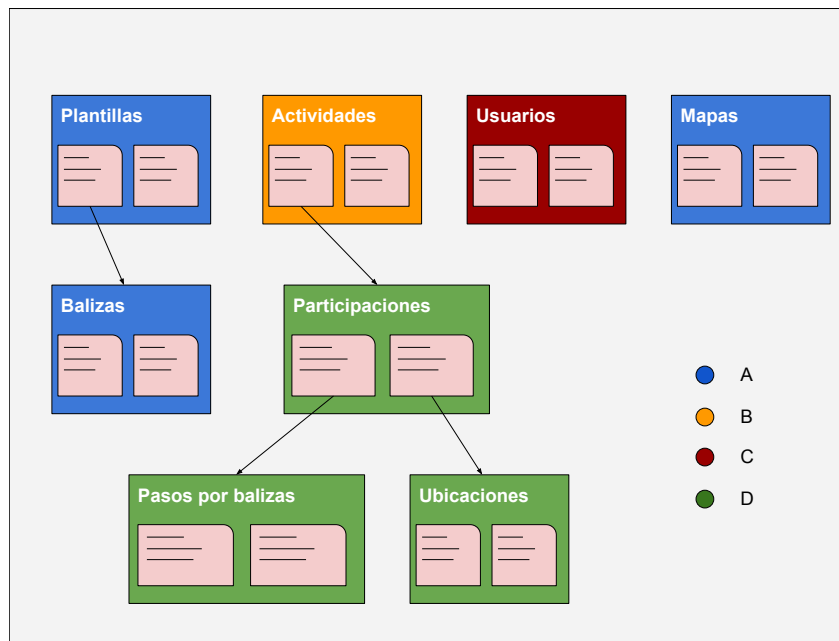 Plantillas
Actividades
Usuarios
Mapas
Balizas
Participaciones
A
B
C
D
Pasos por balizas
Ubicaciones